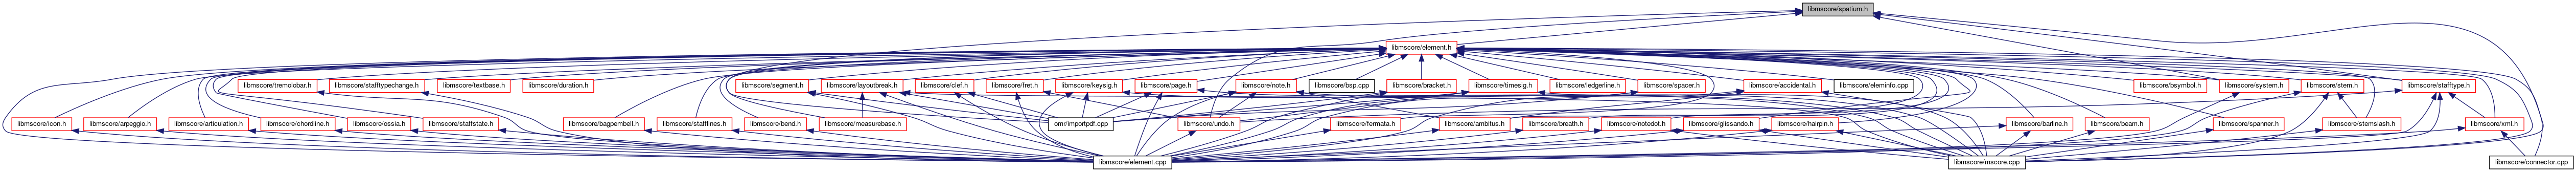 libmscore/spatium.h
libmscore/element.h
libmscore/tremolobar.h
libmscore/stafftypechange.h
libmscore/textbase.h
libmscore/duration.h
libmscore/segment.h
libmscore/layoutbreak.h
libmscore/clef.h
libmscore/fret.h
libmscore/keysig.h
libmscore/page.h
libmscore/note.h
libmscore/bsp.cpp
libmscore/bracket.h
libmscore/timesig.h
libmscore/ledgerline.h
libmscore/spacer.h
libmscore/accidental.h
libmscore/eleminfo.cpp
libmscore/bsymbol.h
libmscore/system.h
libmscore/stem.h
libmscore/stafftype.h
libmscore/icon.h
libmscore/arpeggio.h
libmscore/articulation.h
libmscore/chordline.h
libmscore/ossia.h
libmscore/staffstate.h
libmscore/bagpembell.h
libmscore/stafflines.h
libmscore/bend.h
libmscore/measurebase.h
omr/importpdf.cpp
libmscore/undo.h
libmscore/fermata.h
libmscore/ambitus.h
libmscore/breath.h
libmscore/notedot.h
libmscore/glissando.h
libmscore/hairpin.h
libmscore/barline.h
libmscore/beam.h
libmscore/spanner.h
libmscore/stemslash.h
libmscore/xml.h
libmscore/element.cpp
libmscore/mscore.cpp
libmscore/connector.cpp